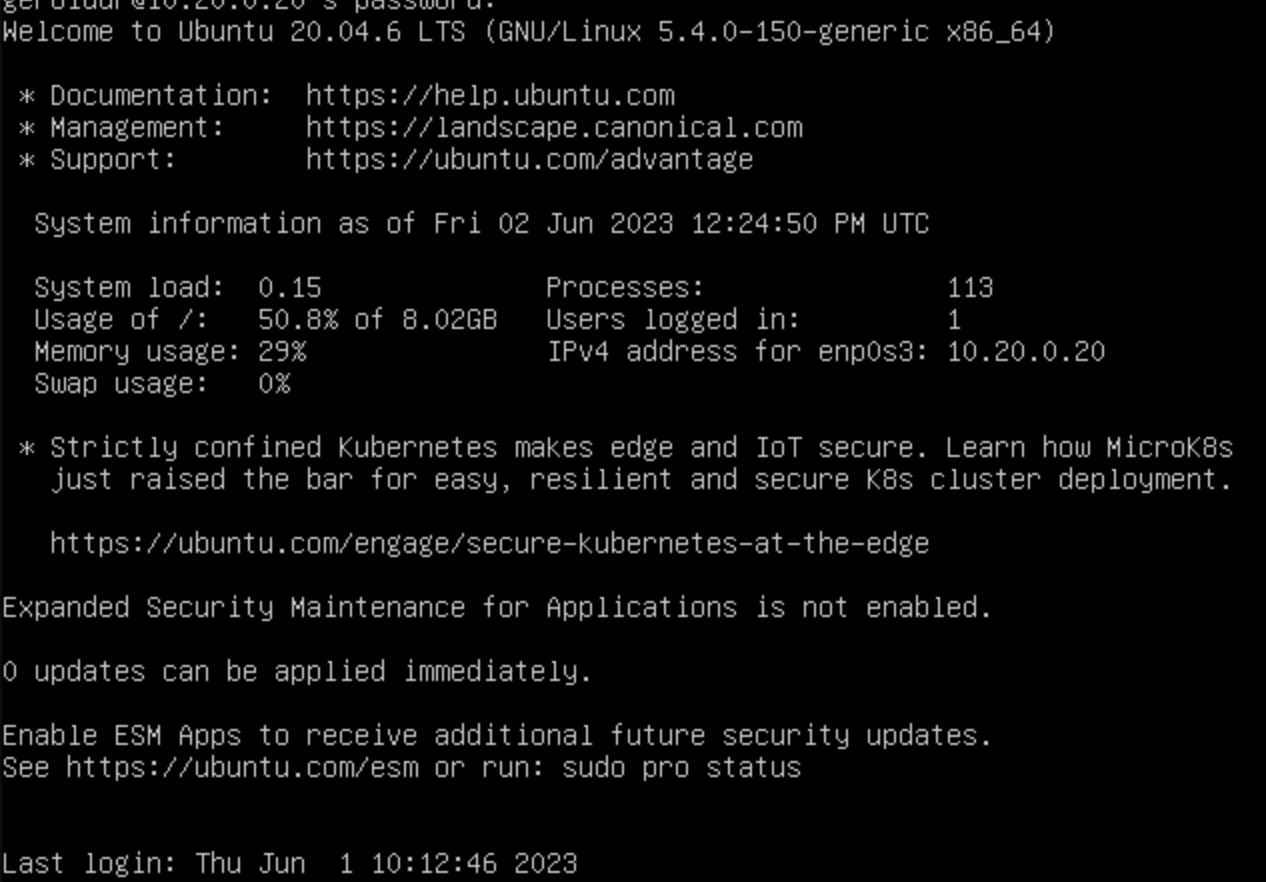 password:
Welcome to Ubuntu 20.04.6 LTS (GNU/Linux 5.4.0-150-generic x86_64)
* Documentation: https://help.ubuntu.com
* Management: https://landscape.canonical.com
* Support: https://ubuntu.com/advantage
System information as of Fri 02 Jun 2023 12:24:50 PM UTC
System load: 0.15 Processes: 113
Usage of /: 50.8% of 8.02GB Users logged in: 1
Memory usage: 29% IPv4 address for enp0s3: 10.20.0.20
Swap usage: 0%
* Strictly confined Kubernetes makes edge and IoT secure. Learn how MicroK8s
just raised the bar for easy, resilient and secure K8s cluster deployment.
https://ubuntu.com/engage/secure-kubernetes-at-the-edge
Expanded Security Maintenance for Applications is not enabled.
0 updates can be applied immediately.
Enable ESM Apps to receive additional future security updates.
See https://ubuntu.com/esm or run: sudo pro status
Last login: Thu Jun 1 10:12:46 2023